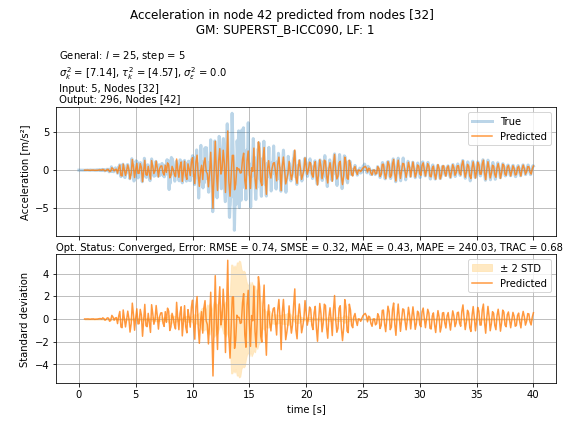 Acceleration in node 42 predicted from nodes [32]
GM: SUPERST_B-ICC090, LF: 1
General: l = 25, step = 5
σ²ₖ = [7.14], τ²ₖ = [4.57], σ²ₑ = 0.0
Input: 5, Nodes [32]
Output: 296, Nodes [42]
Acceleration [m/s²]
5
0
−5
True
Predicted
Opt. Status: Converged, Error: RMSE = 0.74, SMSE = 0.32, MAE = 0.43, MAPE = 240.03, TRAC = 0.68
Standard deviation
4
2
0
−2
−4
± 2 STD
Predicted
0 5 10 15 20 25 30 35 40
time [s]